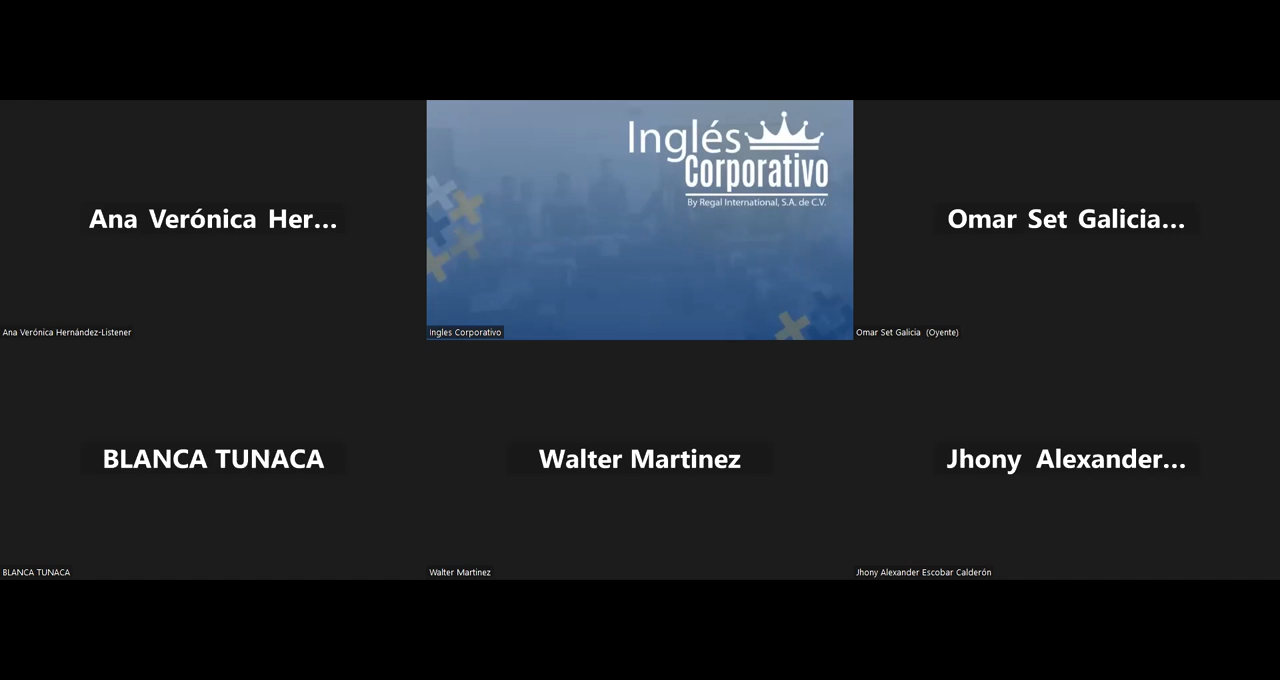 Ana Verónica Her...
Ana Verónica Hernández-Listener
Inglés
Corporativo
By Regal International, S.A. de C.V.
Ingles Corporativo
Omar Set Galicia...
Omar Set Galicia (Oyente)
BLANCA TUNACA
BLANCA TUNACA
Walter Martinez
Walter Martinez
Jhony Alexander...
Jhony Alexander Escobar Calderón